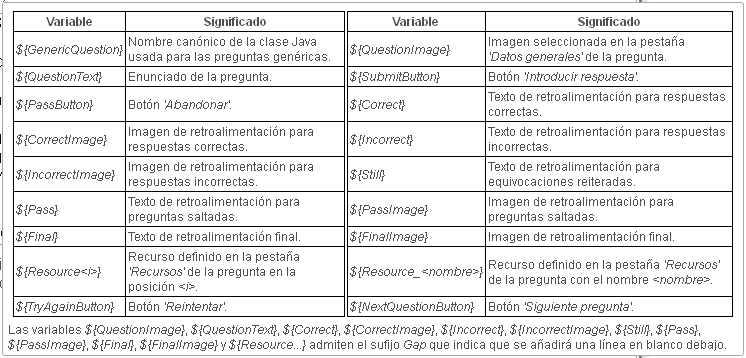 Variable Significado Variable Significado
${GenericQuestion} Nombre canónico de la clase Java usada para las preguntas genéricas. ${QuestionImage} Imagen seleccionada en la pestaña 'Datos generales' de la pregunta.
${QuestionText} Enunciado de la pregunta. ${SubmitButton} Botón 'Introducir respuesta'.
${PassButton} Botón 'Abandonar'. ${Correct} Texto de retroalimentación para respuestas correctas.
${CorrectImage} Imagen de retroalimentación para respuestas correctas. ${Incorrect} Texto de retroalimentación para respuestas incorrectas.
${IncorrectImage} Imagen de retroalimentación para respuestas incorrectas. ${Still} Texto de retroalimentación para equivocaciones reiteradas.
${Pass} Texto de retroalimentación para preguntas saltadas. ${PassImage} Imagen de retroalimentación para preguntas saltadas.
${Final} Texto de retroalimentación final. ${FinalImage} Imagen de retroalimentación final.
${Resource<i>} Recurso definido en la pestaña 'Recursos' de la pregunta en la posición <i>. ${Resource_<nombre>} Recurso definido en la pestaña 'Recursos' de la pregunta con el nombre <nombre>.
${TryAgainButton} Botón 'Reintentar'. ${NextQuestionButton} Botón 'Siguiente pregunta'.
Las variables ${QuestionImage}, ${QuestionText}, ${Correct}, ${CorrectImage}, ${Incorrect}, ${IncorrectImage}, ${Still}, ${Pass},
${PassImage}, ${Final}, ${FinalImage} y ${Resource...} admiten el sufijo Gap que indica que se añadirá una línea en blanco debajo.